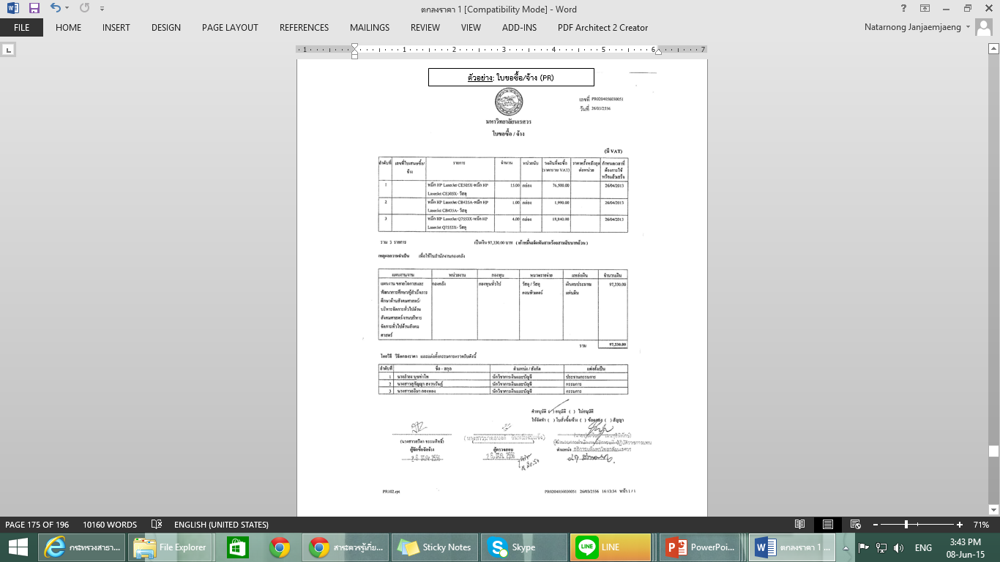 ตกลงราคา 1 [Compatibility Mode] - Word
FILE HOME INSERT DESIGN PAGE LAYOUT REFERENCES MAILINGS REVIEW VIEW ADD-INS PDF Architect 2 Creator
Natarnong Janjaemjaeng
ตัวอย่าง: ใบขอซื้อ/จ้าง (PR)
เลขที่ PR0204056030051
วันที่ 26/03/2556
มหาวิทยาลัยนเรศวร
ใบขอซื้อ / จ้าง
(มี VAT)
ลำดับที่ เลขที่ใบเสนอซื้อ/จ้าง รายการ จำนวน หน่วยนับ วงเงินที่จะซื้อ (ราคารวม VAT) ราคาครั้งหลังสุดต่อหน่วย กำหนดเวลาที่ต้องการใช้หรือแล้วเสร็จ
1 หมึก HP LaserJet CE505X-หมึก HP 15.00 กล่อง 76,500.00 26/04/2013
LaserJet CE505X- วัสดุ
2 หมึก HP LaserJet CB435A-หมึก HP 1.00 กล่อง 1,990.00 26/04/2013
LaserJet CB435A- วัสดุ
3 หมึก HP LaserJet Q7553X-หมึก HP 4.00 กล่อง 18,840.00 26/04/2013
LaserJet Q7553X- วัสดุ
รวม 3 รายการ เป็นเงิน 97,330.00 บาท ( เก้าหมื่นเจ็ดพันสามร้อยสามสิบบาทถ้วน )
เหตุผลความจำเป็น เพื่อใช้ในสำนักงานกองคลัง
แผนงาน/งาน หน่วยงาน กองทุน หมวดรายจ่าย แหล่งเงิน จำนวนเงิน
แผนงาน ขยายโอกาสและ กองคลัง กองทุนทั่วไป วัสดุ / วัสดุ เงินงบประมาณ 97,330.00
พัฒนาการศึกษา/ผู้สำเร็จการ คอมพิวเตอร์ แผ่นดิน
ศึกษาด้านสังคมศาสตร์/
บริหารจัดการทั่วไปด้าน
สังคมศาสตร์/งานบริหาร
จัดการทั่วไปด้านสังคม
ศาสตร์
รวม 97,330.00
โดยวิธี วิธีตกลงราคา และแต่งตั้งกรรมการตรวจรับดังนี้
ลำดับที่ ชื่อ - สกุล ตำแหน่ง / สังกัด แต่งตั้งเป็น
1 นักวิชาการเงินและบัญชี ประธานกรรมการ
2 นักวิชาการเงินและบัญชี กรรมการ
3 นางสาวอลิษา กองทอง นักวิชาการเงินและบัญชี กรรมการ
คำอนุมัติ ( ) อนุมัติ ( ) ไม่อนุมัติ
ให้จัดทำ ( ) ใบสั่งซื้อ/จ้าง ( ) ข้อตกลง ( ) สัญญา
ผู้จัดซื้อจัดจ้าง ผู้ตรวจสอบ ตำแหน่ง
PR102.rpt PR0204056030051 26/03/2556 16:13:34 หน้า 1 / 1
PAGE 175 OF 196 10160 WORDS ENGLISH (UNITED STATES) 71%
กระทรวงสาธา... File Explorer สาระควรรู้เกี่ย... Sticky Notes Skype LINE PowerPoi... ตกลงราคา 1 ... ENG 3:43 PM
08-Jun-15